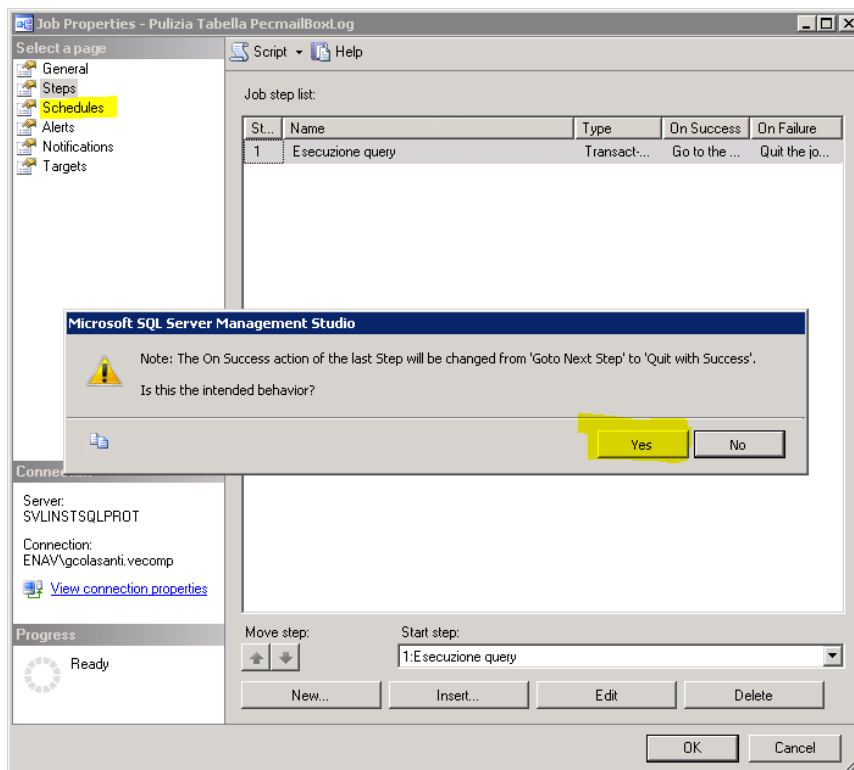 Job Properties - Pulizia Tabella PecmailBoxLog
Select a page
General
Steps
Schedules
Alerts
Notifications
Targets
Script
Help
Job step list:
St... Name Type On Success On Failure
1 Esecuzione query Transact-... Go to the ... Quit the jo...
Microsoft SQL Server Management Studio
Note: The On Success action of the last Step will be changed from 'Goto Next Step' to 'Quit with Success'.
Is this the intended behavior?
Yes No
Server:
SVLINSTSQLPROT
Connection:
ENAV\gcolasanti.vecomp
View connection properties
Progress
Ready
Move step: Start step:
1:Esecuzione query
New... Insert... Edit Delete
OK Cancel